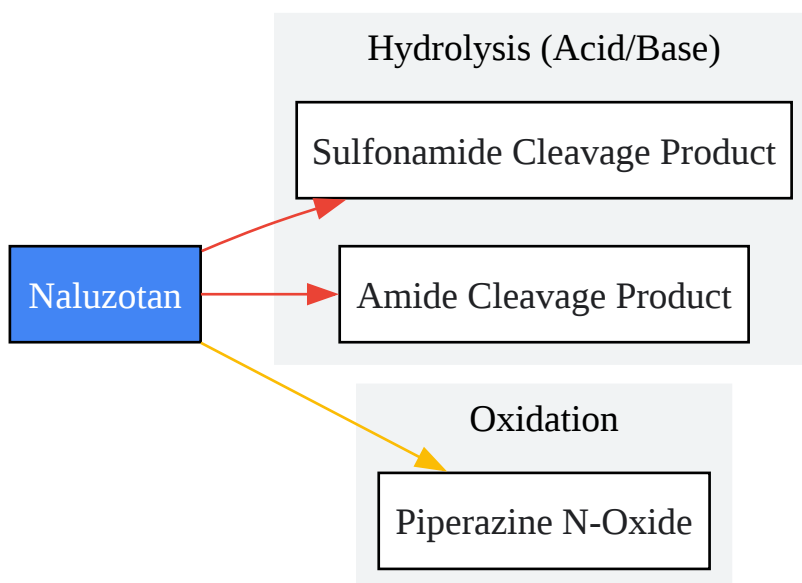 Hydrolysis (Acid/Base)
Sulfonamide Cleavage Product
Naluzotan
Amide Cleavage Product
Oxidation
Piperazine N-Oxide